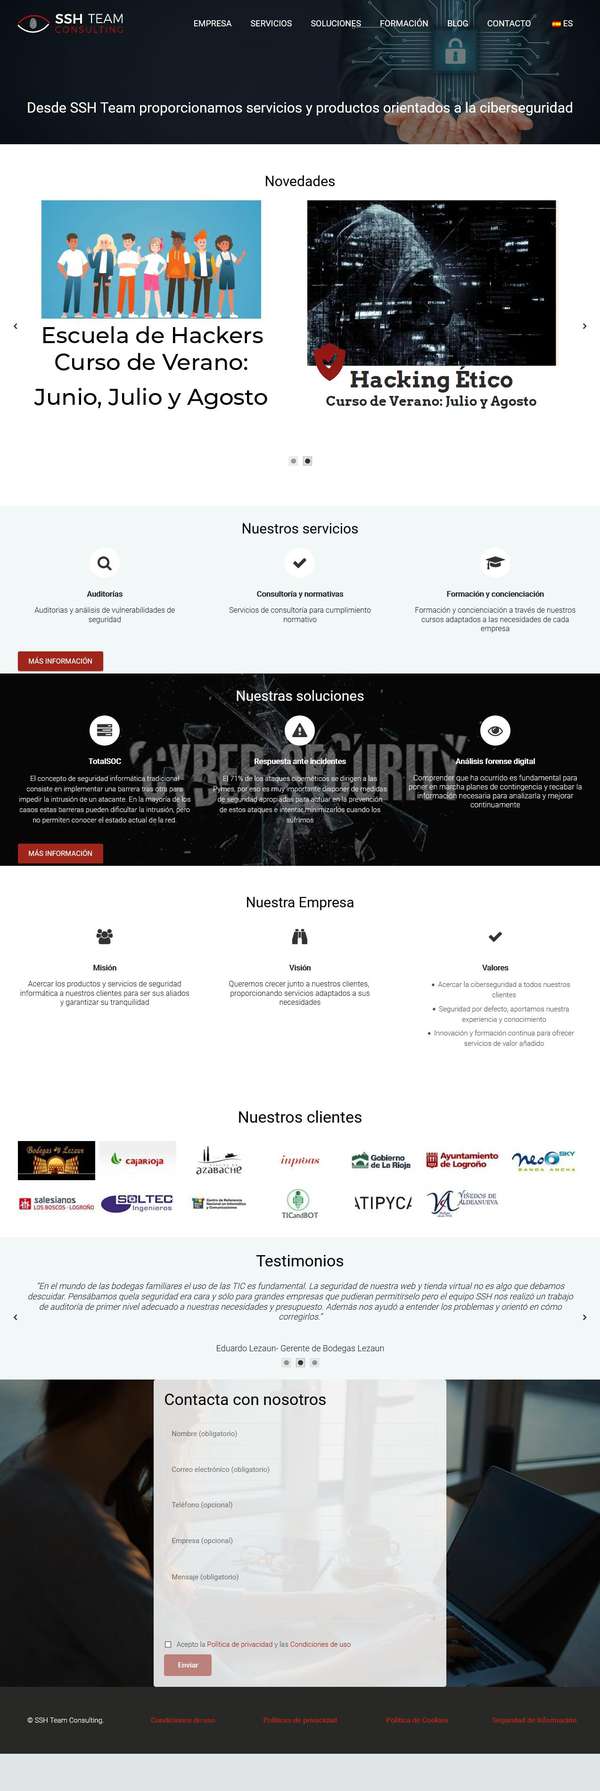 SSH TEAM
CONSULTING
EMPRESA SERVICIOS SOLUCIONES FORMACIÓN BLOG CONTACTO ES
Desde SSH Team proporcionamos servicios y productos orientados a la ciberseguridad
Novedades
Escuela de Hackers
Curso de Verano:
Junio, Julio y Agosto
Hacking Ético
Curso de Verano: Julio y Agosto
Nuestros servicios
Auditorías
Auditorias y análisis de vulnerabilidades de
seguridad
Consultoría y normativas
Servicios de consultoría para cumplimiento
normativo
Formación y concienciación
Formación y concienciación a través de nuestros
cursos adaptados a las necesidades de cada
empresa
MÁS INFORMACIÓN
Nuestras soluciones
CYBER SECURITY
TotalSOC
El concepto de seguridad informática tradicional
consiste en implementar una barrera tras otra para
impedir la intrusión de un atacante. En la mayoría de los
casos estas barreras pueden dificultar la intrusión, pero
no permiten conocer el estado actual de la red.
Respuesta ante incidentes
El 71% de los ataques cibernéticos se dirigen a las
Pymes, por eso es muy importante disponer de medidas
de seguridad apropiadas para actuar en la prevención
de estos ataques e intentar minimizarlos cuando los
sufrimos
Análisis forense digital
Comprender que ha ocurrido es fundamental para
poner en marcha planes de contingencia y recabar la
información necesaria para analizarla y mejorar
continuamente
MÁS INFORMACIÓN
Nuestra Empresa
Misión
Acercar los productos y servicios de seguridad
informática a nuestros clientes para ser sus aliados
y garantizar su tranquilidad
Visión
Queremos crecer junto a nuestros clientes,
proporcionando servicios adaptados a sus
necesidades
Valores
Acercar la ciberseguridad a todos nuestros
clientes
Seguridad por defecto, aportamos nuestra
experiencia y conocimiento
Innovación y formación continua para ofrecer
servicios de valor añadido
Nuestros clientes
Bodegas Lezaun
CAJARIOJA
AZABACHE
inpogas
Gobierno
de La Rioja
Ayuntamiento
de Logroño
neo SKY
BANDA ANCHA
salesianos
LOS BOSCOS - LOGROÑO
SOLTEC
Ingenieros
Centro de Referencia
Nacional en Informática
y Comunicaciones
TICandBOT
ATIPYCA
VIÑEDOS DE
ALDEANUEVA
Testimonios
"En el mundo de las bodegas familiares el uso de las TIC es fundamental. La seguridad de nuestra web y tienda virtual no es algo que debamos
descuidar. Pensábamos quela seguridad era cara y sólo para grandes empresas que pudieran permitírselo pero el equipo SSH nos realizó un trabajo
de auditoría de primer nivel adecuado a nuestras necesidades y presupuesto. Además nos ayudó a entender los problemas y orientó en cómo
corregirlos."
Eduardo Lezaun- Gerente de Bodegas Lezaun
Contacta con nosotros
Nombre (obligatorio)
Correo electrónico (obligatorio)
Teléfono (opcional)
Empresa (opcional)
Mensaje (obligatorio)
Acepto la Política de privacidad y las Condiciones de uso
Enviar
© SSH Team Consulting. Condiciones de uso Políticas de privacidad Política de Cookies Seguridad de Información